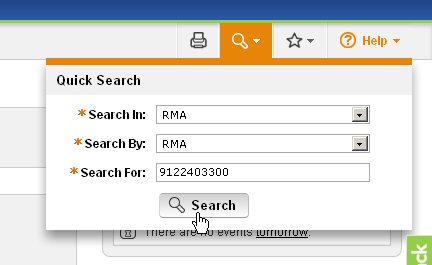 Help
Quick Search
* Search In: RMA
* Search By: RMA
* Search For: 9122403300
Search
There are no events tomorrow.
ck